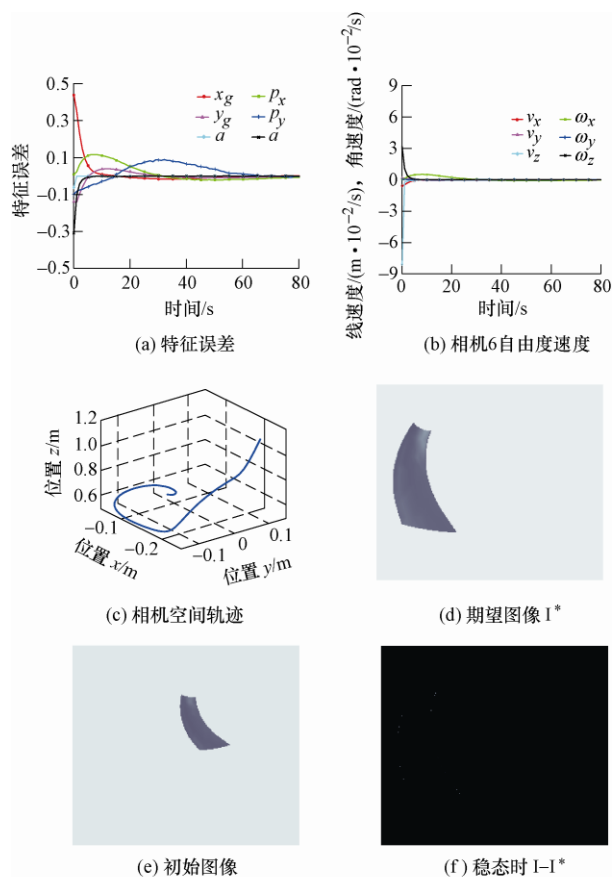 0.5
0.3
0.1
−0.1
−0.3
−0.5
特征误差
x_g p_x
y_g p_y
a a
0 20 40 60 80
时间/s
(a) 特征误差
线速度/(m·10⁻²/s)，角速度/(rad·10⁻²/s)
9
6
3
0
−3
−6
−9
v_x ω_x
v_y ω_y
v_z ω_z
0 20 40 60 80
时间/s
(b) 相机6自由度速度
位置 z/m
1.2
1.0
0.8
0.6
−0.1
−0.2
位置 x/m
−0.1
0
0.1
位置 y/m
(c) 相机空间轨迹
(d) 期望图像 I*
(e) 初始图像
(f) 稳态时 I–I*